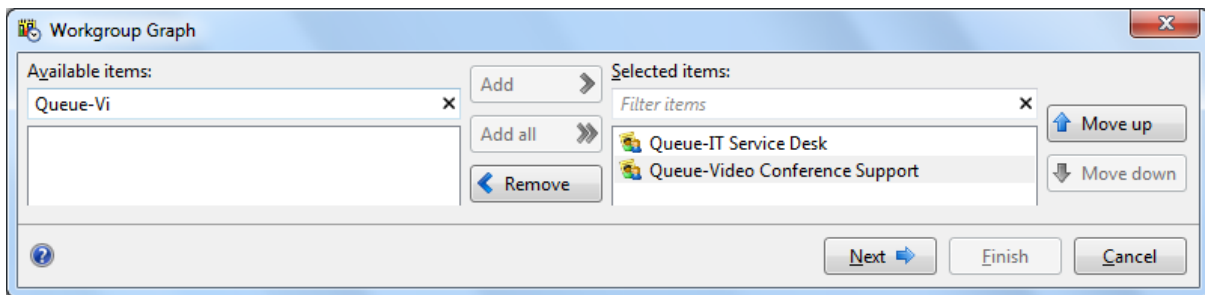 Workgroup Graph
X
Available items:
Queue-Vi
Add
Add all
Remove
Selected items:
Filter items
Queue-IT Service Desk
Queue-Video Conference Support
Move up
Move down
?
Next
Finish
Cancel